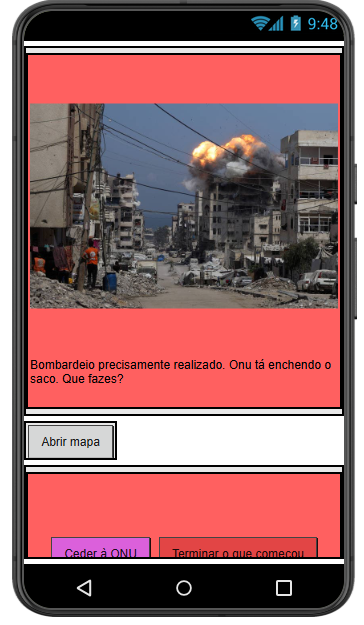 9:48
Bombardeio precisamente realizado. Onu tá enchendo o
saco. Que fazes?
Abrir mapa
Ceder à ONU Terminar o que começou